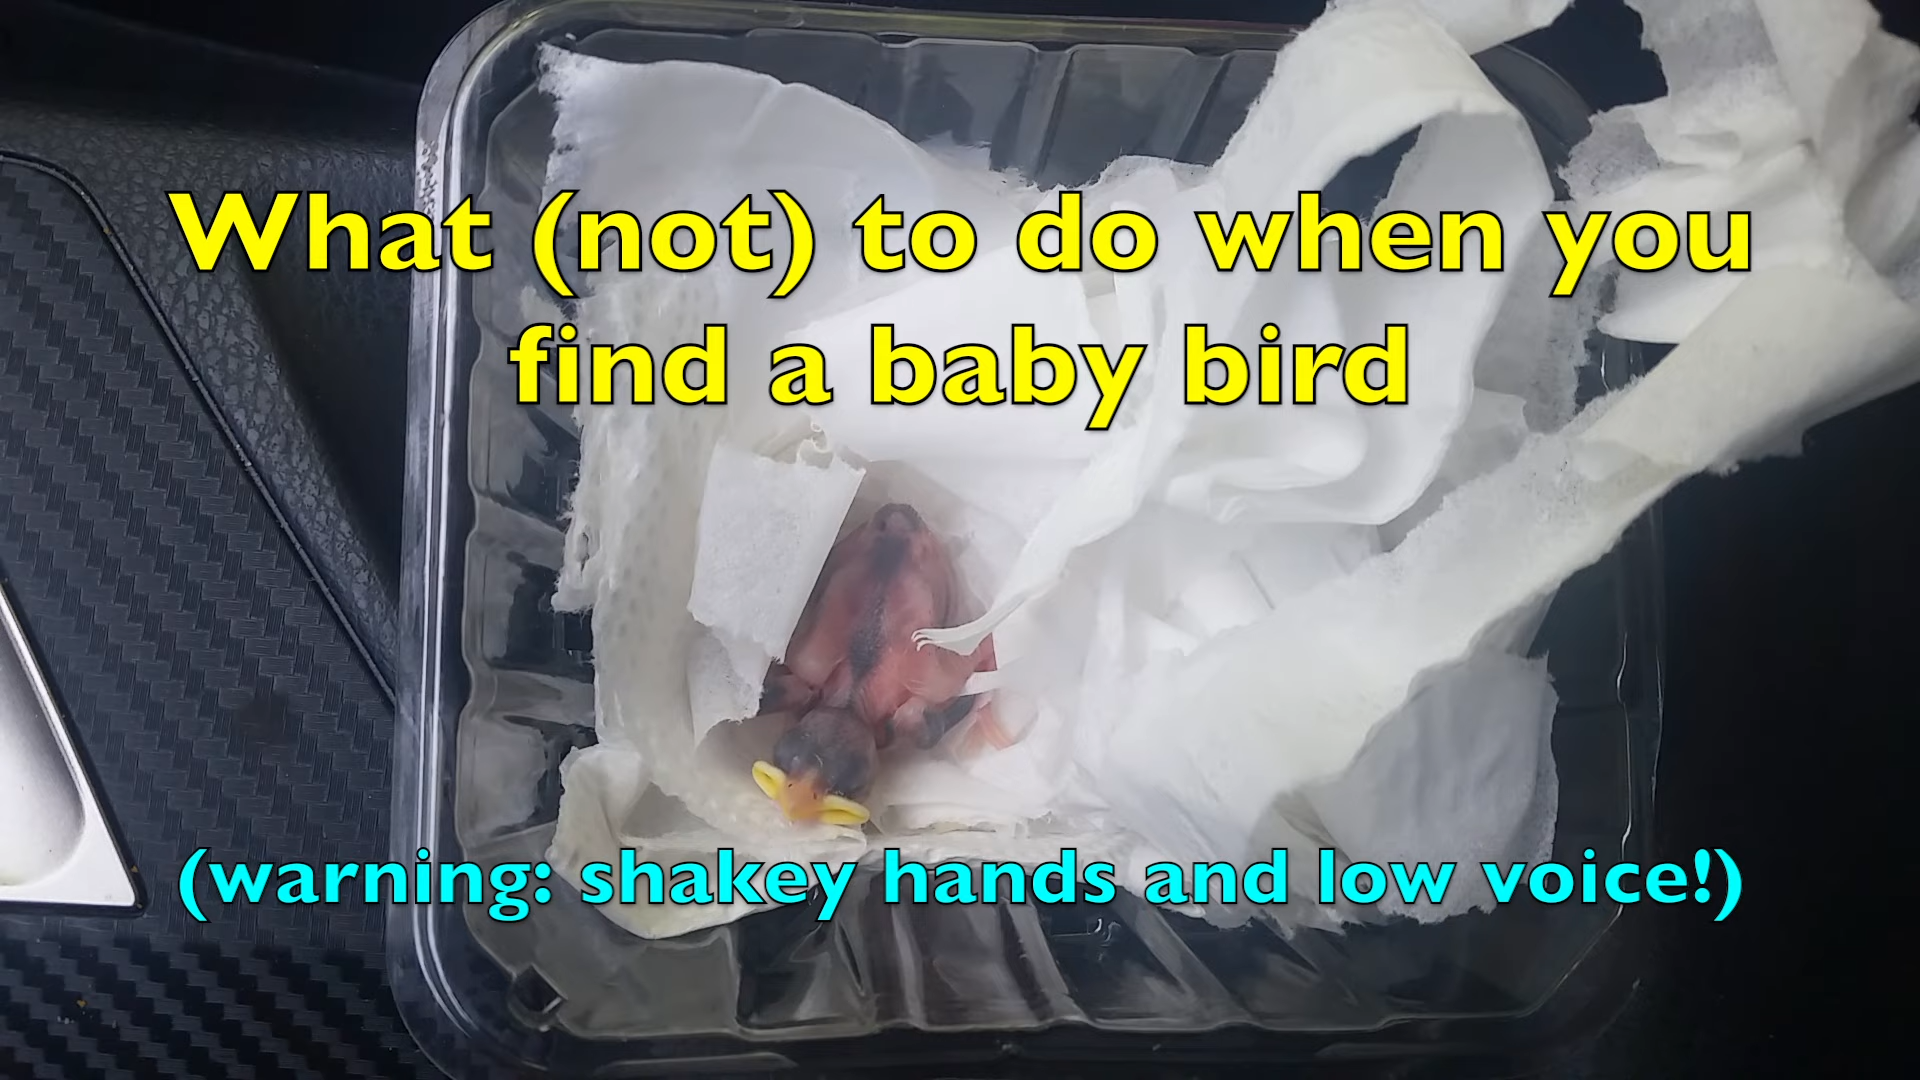 What (not) to do when you
find a baby bird
(warning: shakey hands and low voice!)